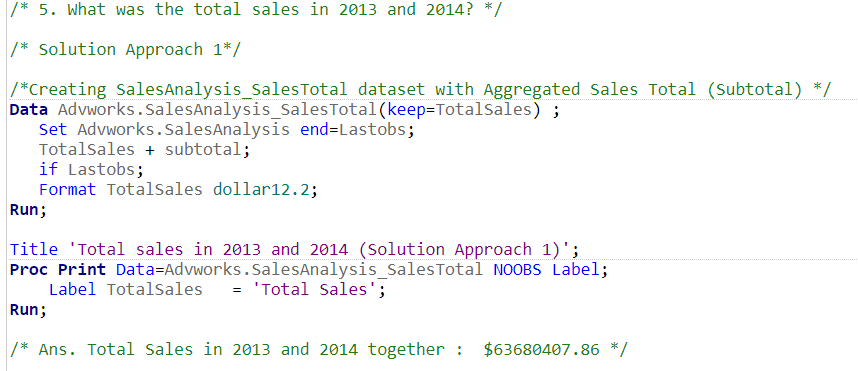 /* 5. What was the total sales in 2013 and 2014? */
/* Solution Approach 1*/
/*Creating SalesAnalysis_SalesTotal dataset with Aggregated Sales Total (Subtotal) */
Data Advworks.SalesAnalysis_SalesTotal(keep=TotalSales) ;
Set Advworks.SalesAnalysis end=Lastobs;
TotalSales + subtotal;
if Lastobs;
Format TotalSales dollar12.2;
Run;
Title 'Total sales in 2013 and 2014 (Solution Approach 1)';
Proc Print Data=Advworks.SalesAnalysis_SalesTotal NOOBS Label;
Label TotalSales   = 'Total Sales';
Run;
/* Ans. Total Sales in 2013 and 2014 together :  $63680407.86 */